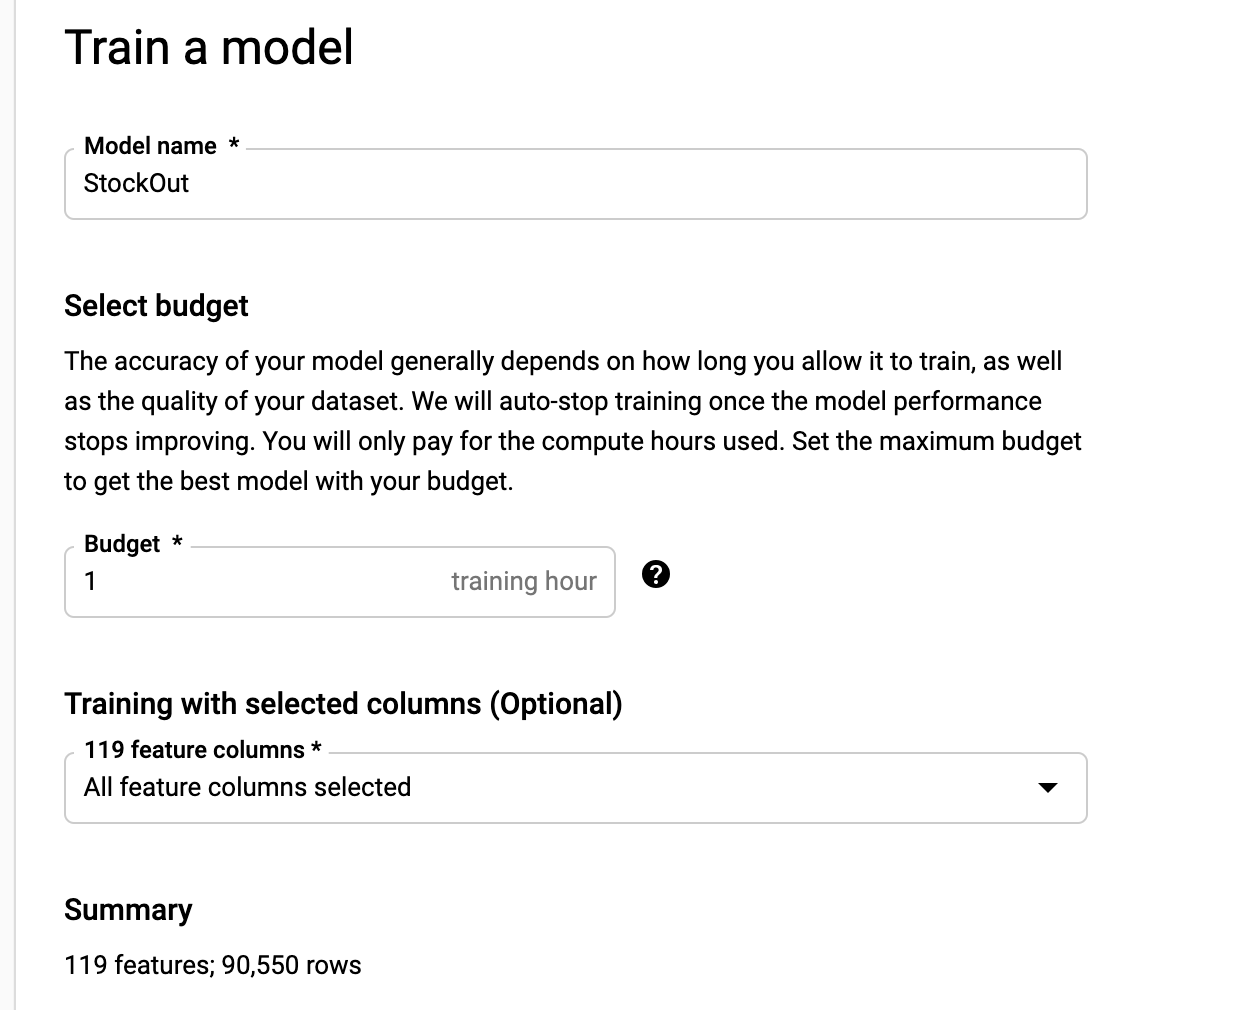 Train a model
Model name *
StockOut
Select budget
The accuracy of your model generally depends on how long you allow it to train, as well
as the quality of your dataset. We will auto-stop training once the model performance
stops improving. You will only pay for the compute hours used. Set the maximum budget
to get the best model with your budget.
Budget *
1 training hour ?
Training with selected columns (Optional)
119 feature columns *
All feature columns selected
Summary
119 features; 90,550 rows